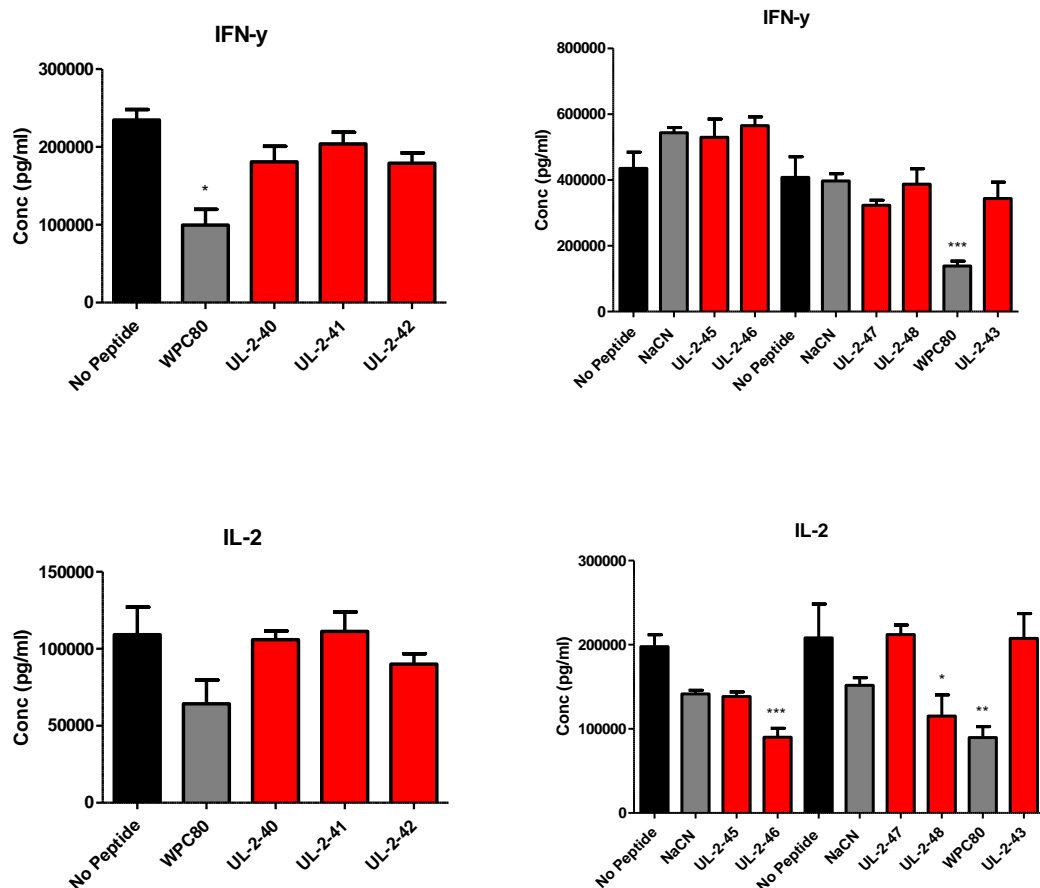 IFN-y
Conc (pg/ml)
300000
200000
100000
0
*
No Peptide
WPC80
UL-2-40
UL-2-41
UL-2-42
IFN-y
Conc (pg/ml)
800000
600000
400000
200000
0
***
No Peptide
NaCN
UL-2-45
UL-2-46
No Peptide
NaCN
UL-2-47
UL-2-48
WPC80
UL-2-43
IL-2
Conc (pg/ml)
150000
100000
50000
0
No Peptide
WPC80
UL-2-40
UL-2-41
UL-2-42
IL-2
Conc (pg/ml)
300000
200000
100000
0
***
*
**
No Peptide
NaCN
UL-2-45
UL-2-46
No Peptide
NaCN
UL-2-47
UL-2-48
WPC80
UL-2-43